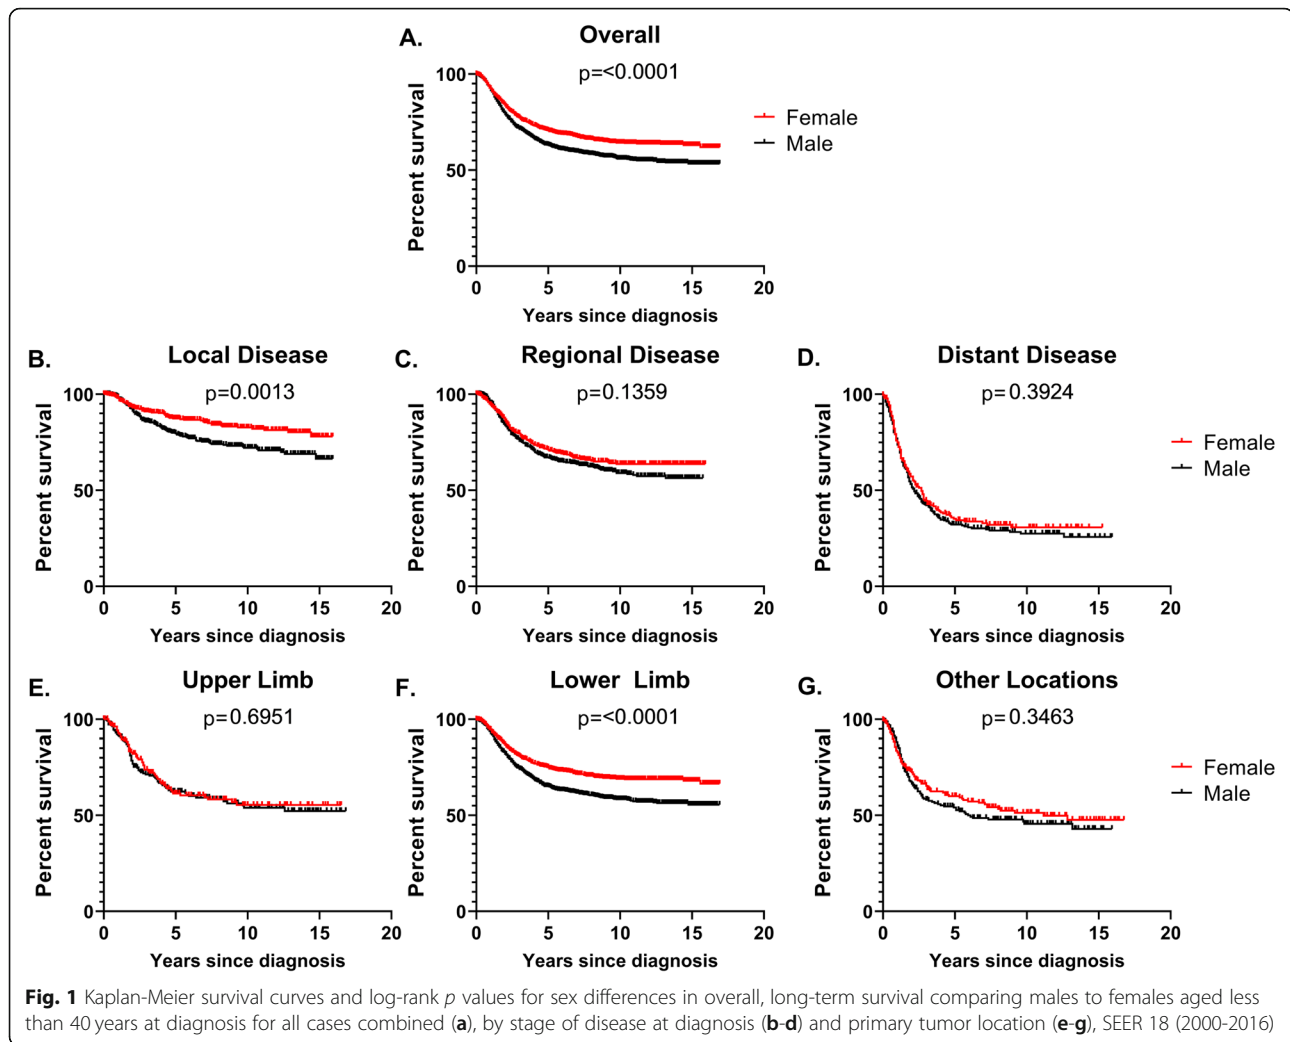 A.
Overall
p=<0.0001
Percent survival
100
50
0
0 5 10 15 20
Years since diagnosis
Female
Male
B.
Local Disease
p=0.0013
Percent survival
100
50
0
0 5 10 15 20
Years since diagnosis
C.
Regional Disease
p=0.1359
Percent survival
100
50
0
0 5 10 15 20
Years since diagnosis
D.
Distant Disease
p=0.3924
Percent survival
100
50
0
0 5 10 15 20
Years since diagnosis
Female
Male
E.
Upper Limb
p=0.6951
Percent survival
100
50
0
0 5 10 15 20
Years since diagnosis
F.
Lower Limb
p=<0.0001
Percent survival
100
50
0
0 5 10 15 20
Years since diagnosis
G.
Other Locations
p=0.3463
Percent survival
100
50
0
0 5 10 15 20
Years since diagnosis
Female
Male
Fig. 1 Kaplan-Meier survival curves and log-rank p values for sex differences in overall, long-term survival comparing males to females aged less
than 40 years at diagnosis for all cases combined (a), by stage of disease at diagnosis (b-d) and primary tumor location (e-g), SEER 18 (2000-2016)